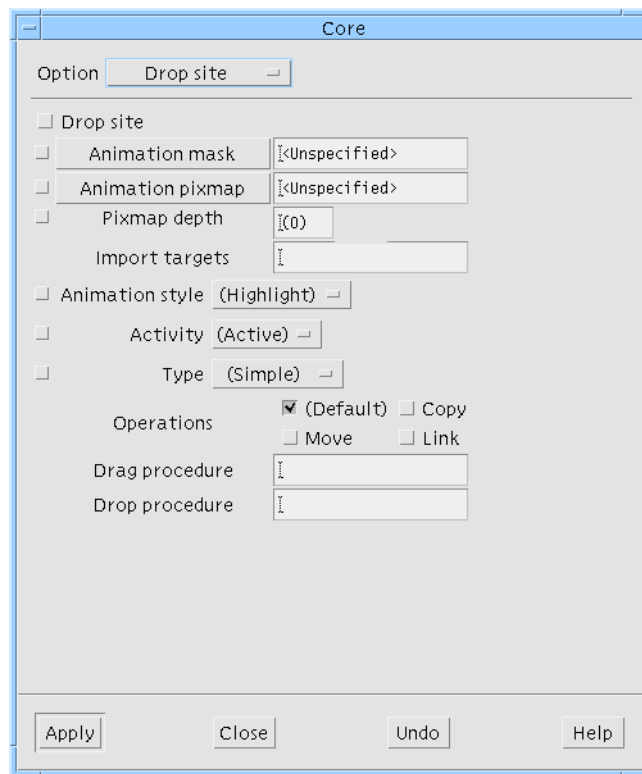 Core
Option Drop site
Drop site
Animation mask <Unspecified>
Animation pixmap <Unspecified>
Pixmap depth (0)
Import targets
Animation style (Highlight)
Activity (Active)
Type (Simple)
Operations (Default) Copy
Move Link
Drag procedure
Drop procedure
Apply Close Undo Help